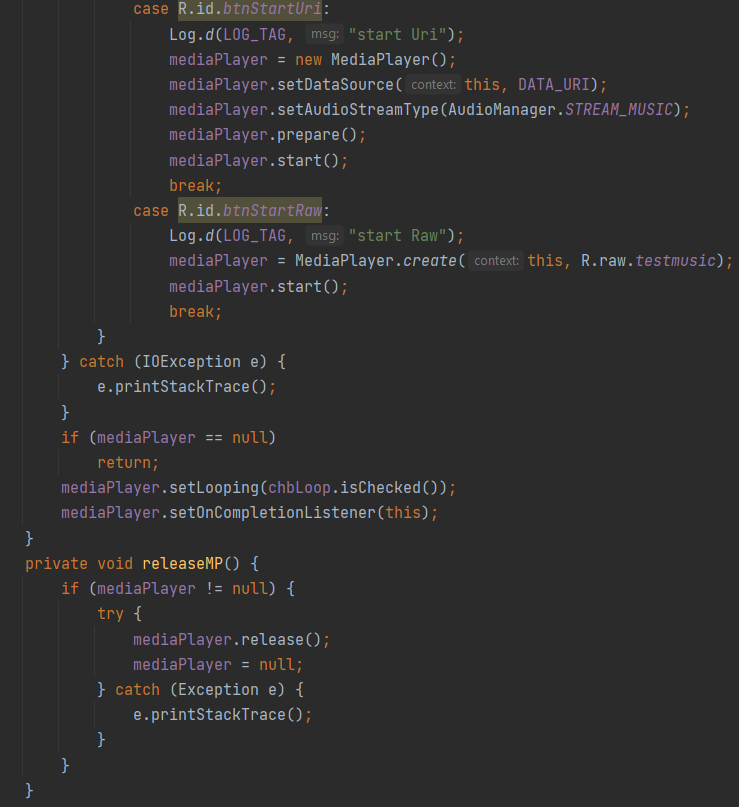 case R.id.btnStartUri:
Log.d(LOG_TAG, msg: "start Uri");
mediaPlayer = new MediaPlayer();
mediaPlayer.setDataSource( context: this, DATA_URI);
mediaPlayer.setAudioStreamType(AudioManager.STREAM_MUSIC);
mediaPlayer.prepare();
mediaPlayer.start();
break;
case R.id.btnStartRaw:
Log.d(LOG_TAG, msg: "start Raw");
mediaPlayer = MediaPlayer.create( context: this, R.raw.testmusic);
mediaPlayer.start();
break;
}
} catch (IOException e) {
e.printStackTrace();
}
if (mediaPlayer == null)
return;
mediaPlayer.setLooping(chbLoop.isChecked());
mediaPlayer.setOnCompletionListener(this);
}
private void releaseMP() {
if (mediaPlayer != null) {
try {
mediaPlayer.release();
mediaPlayer = null;
} catch (Exception e) {
e.printStackTrace();
}
}
}